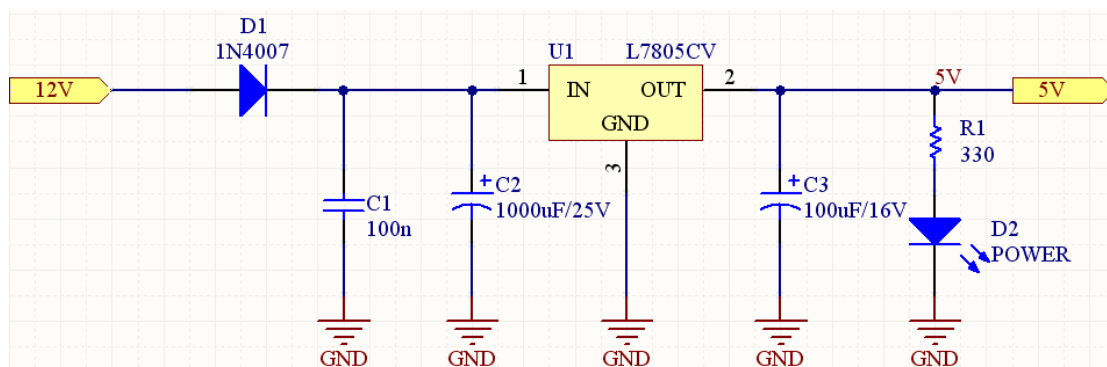 D1
1N4007
U1
L7805CV
12V
1
IN
OUT
GND
2
5V
5V
3
R1
330
C1
100n
C2
1000uF/25V
C3
100uF/16V
D2
POWER
GND
GND
GND
GND
GND